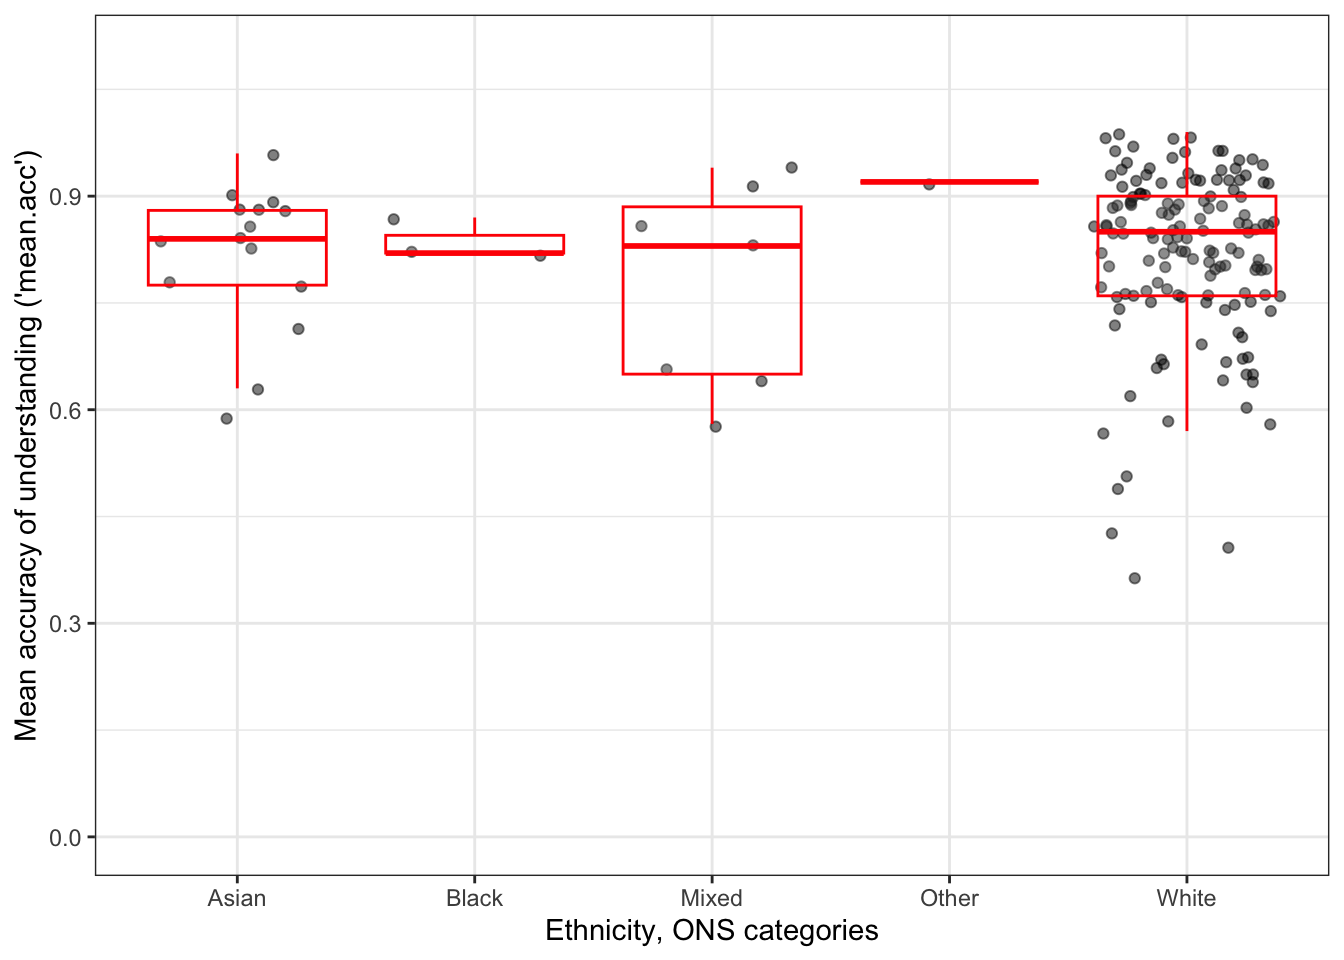 Mean accuracy of understanding ('mean.acc')
0.9
0.6
0.3
0.0
Asian
Black
Mixed
Other
White
Ethnicity, ONS categories